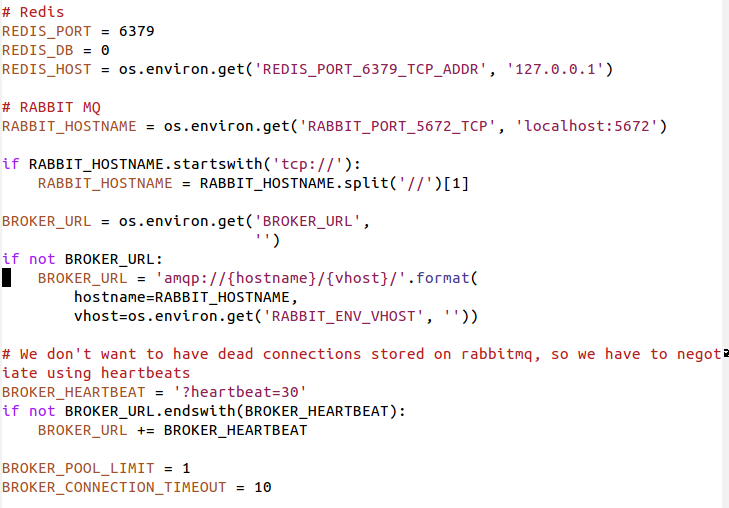 # Redis
REDIS_PORT = 6379
REDIS_DB = 0
REDIS_HOST = os.environ.get('REDIS_PORT_6379_TCP_ADDR', '127.0.0.1')

# RABBIT MQ
RABBIT_HOSTNAME = os.environ.get('RABBIT_PORT_5672_TCP', 'localhost:5672')

if RABBIT_HOSTNAME.startswith('tcp://'):
    RABBIT_HOSTNAME = RABBIT_HOSTNAME.split('//')[1]

BROKER_URL = os.environ.get('BROKER_URL',
                            '')
if not BROKER_URL:
    BROKER_URL = 'amqp://{hostname}/{vhost}/'.format(
        hostname=RABBIT_HOSTNAME,
        vhost=os.environ.get('RABBIT_ENV_VHOST', ''))

# We don't want to have dead connections stored on rabbitmq, so we have to negot
iate using heartbeats
BROKER_HEARTBEAT = '?heartbeat=30'
if not BROKER_URL.endswith(BROKER_HEARTBEAT):
    BROKER_URL += BROKER_HEARTBEAT

BROKER_POOL_LIMIT = 1
BROKER_CONNECTION_TIMEOUT = 10